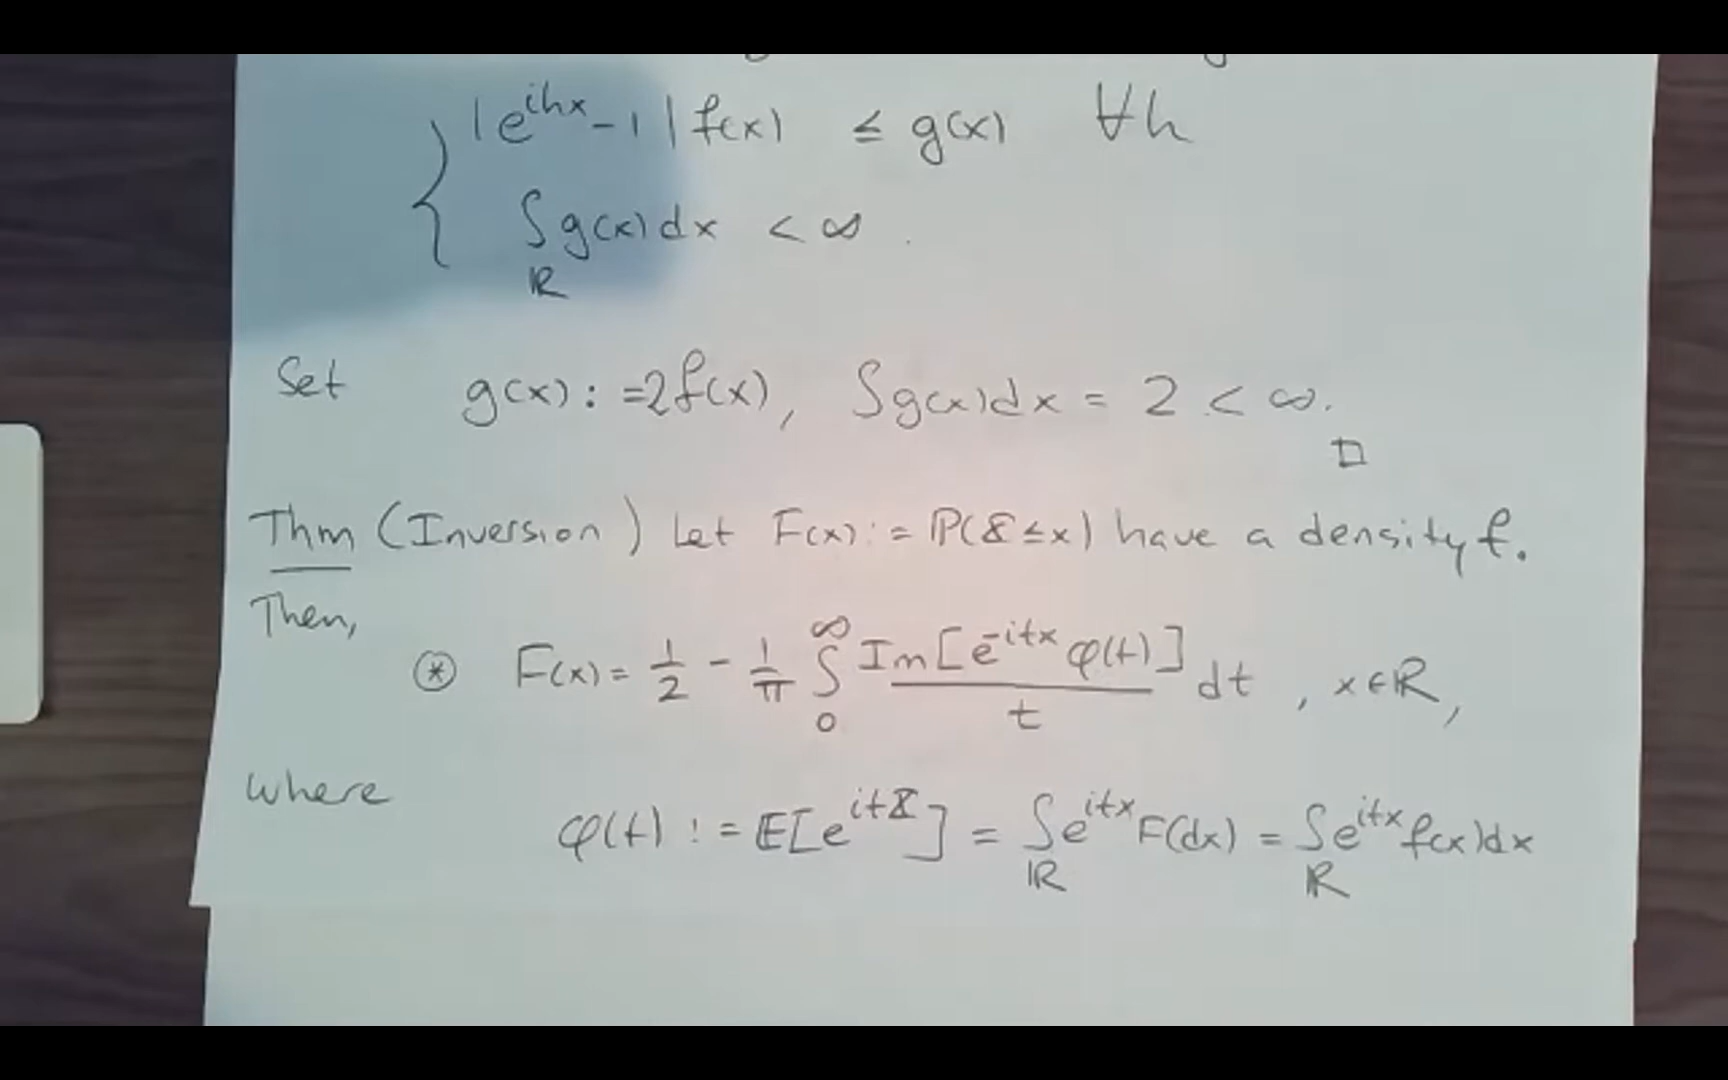 |e^{ihx} - 1| f(x) ≤ g(x) ∀h
∫_ℝ g(x)dx < ∞.
Set g(x) := 2f(x), ∫g(x)dx = 2 < ∞. □
Thm (Inversion) Let F(x) := ℙ(X ≤ x) have a density f.
Then,
⊛ F(x) = 1/2 - 1/π ∫_0^∞ Im[e^{-itx} φ(t)]/t dt, x∈ℝ,
where
φ(t) := 𝔼[e^{itX}] = ∫_ℝ e^{itx} F(dx) = ∫_ℝ e^{itx} f(x)dx